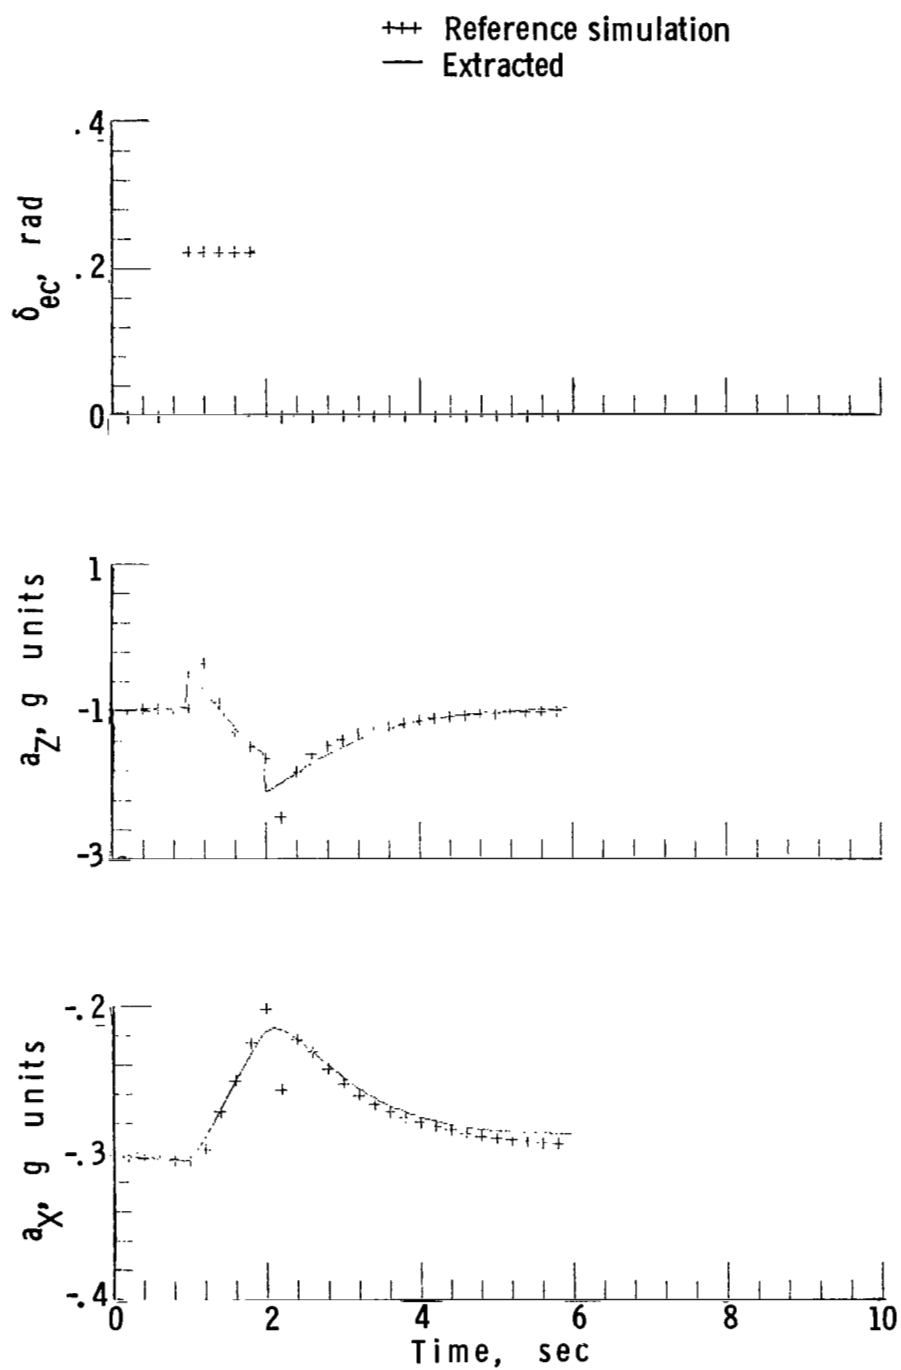 +++ Reference simulation
— Extracted
.4
.2
0
δec, rad
1
-1
-3
aZ, g units
-.2
-.3
-.4
aX, g units
0 2 4 6 8 10
Time, sec